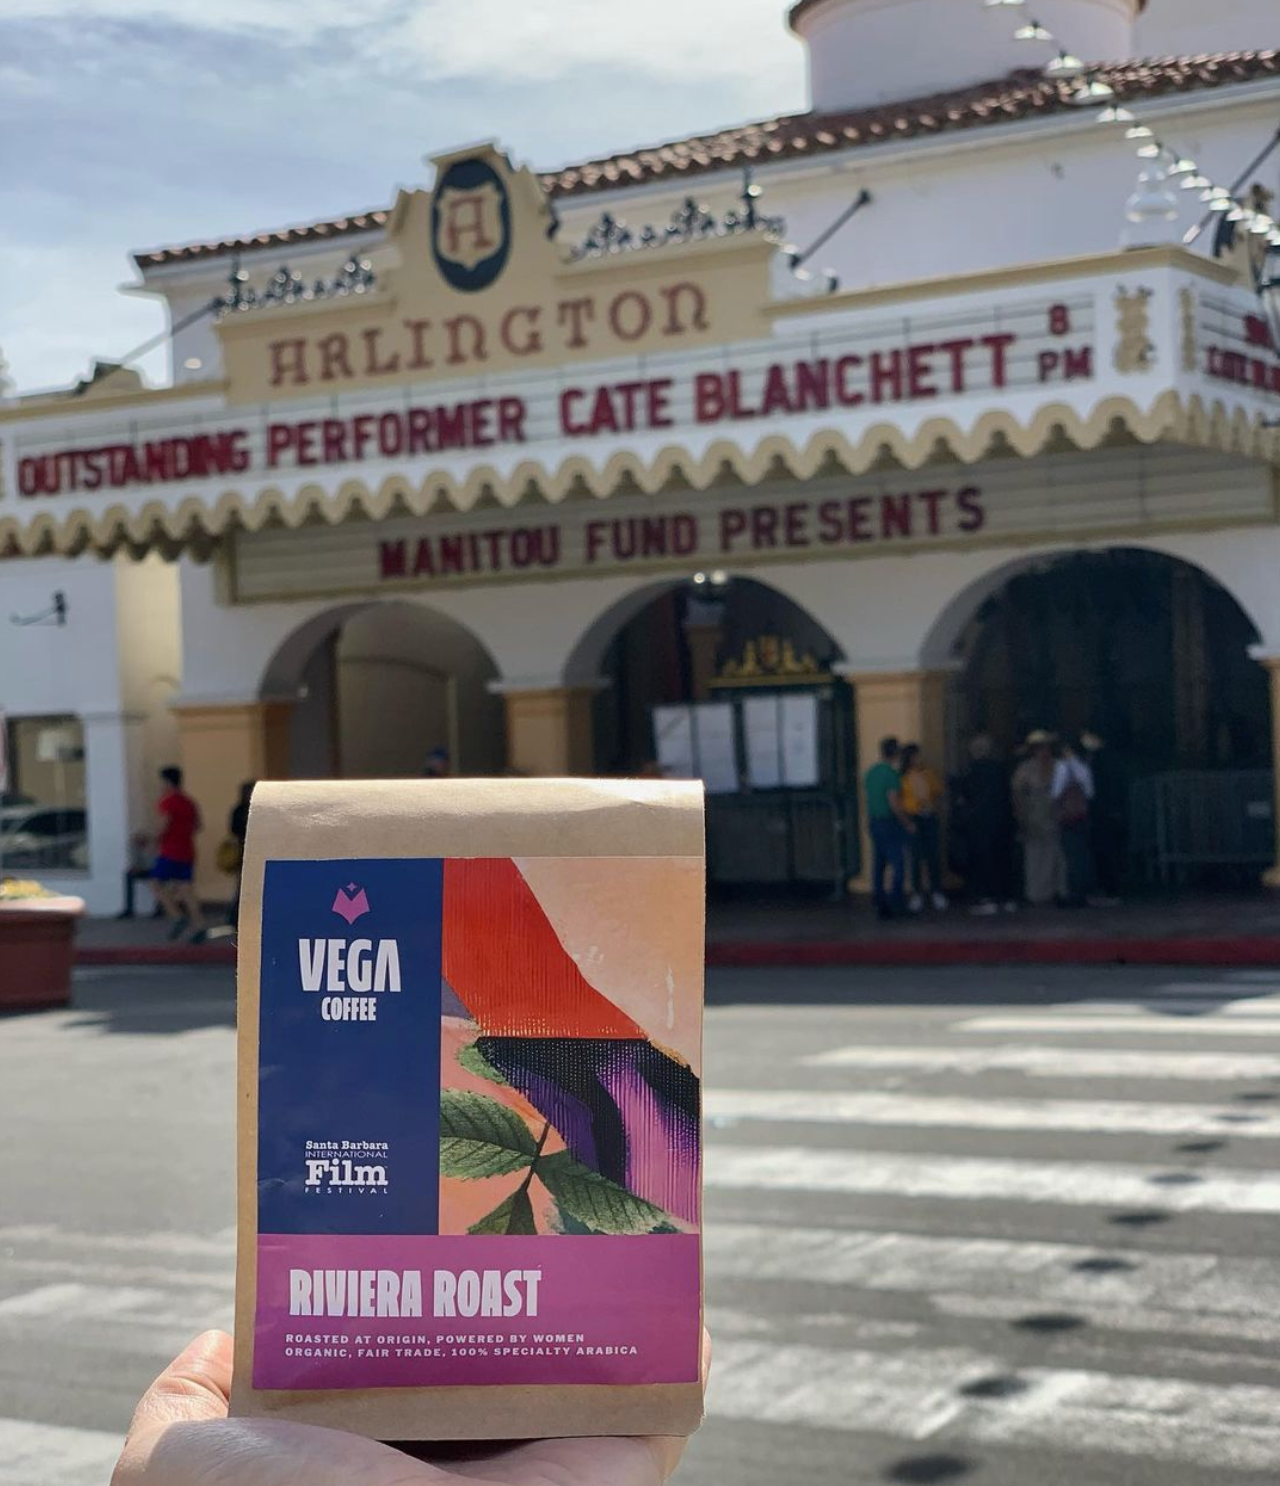 A
ARLINGTON
OUTSTANDING PERFORMER CATE BLANCHETT 8 PM
MANITOU FUND PRESENTS
VEGA
COFFEE
Santa Barbara
INTERNATIONAL
Film
FESTIVAL
RIVIERA ROAST
ROASTED AT ORIGIN, POWERED BY WOMEN
ORGANIC, FAIR TRADE, 100% SPECIALTY ARABICA